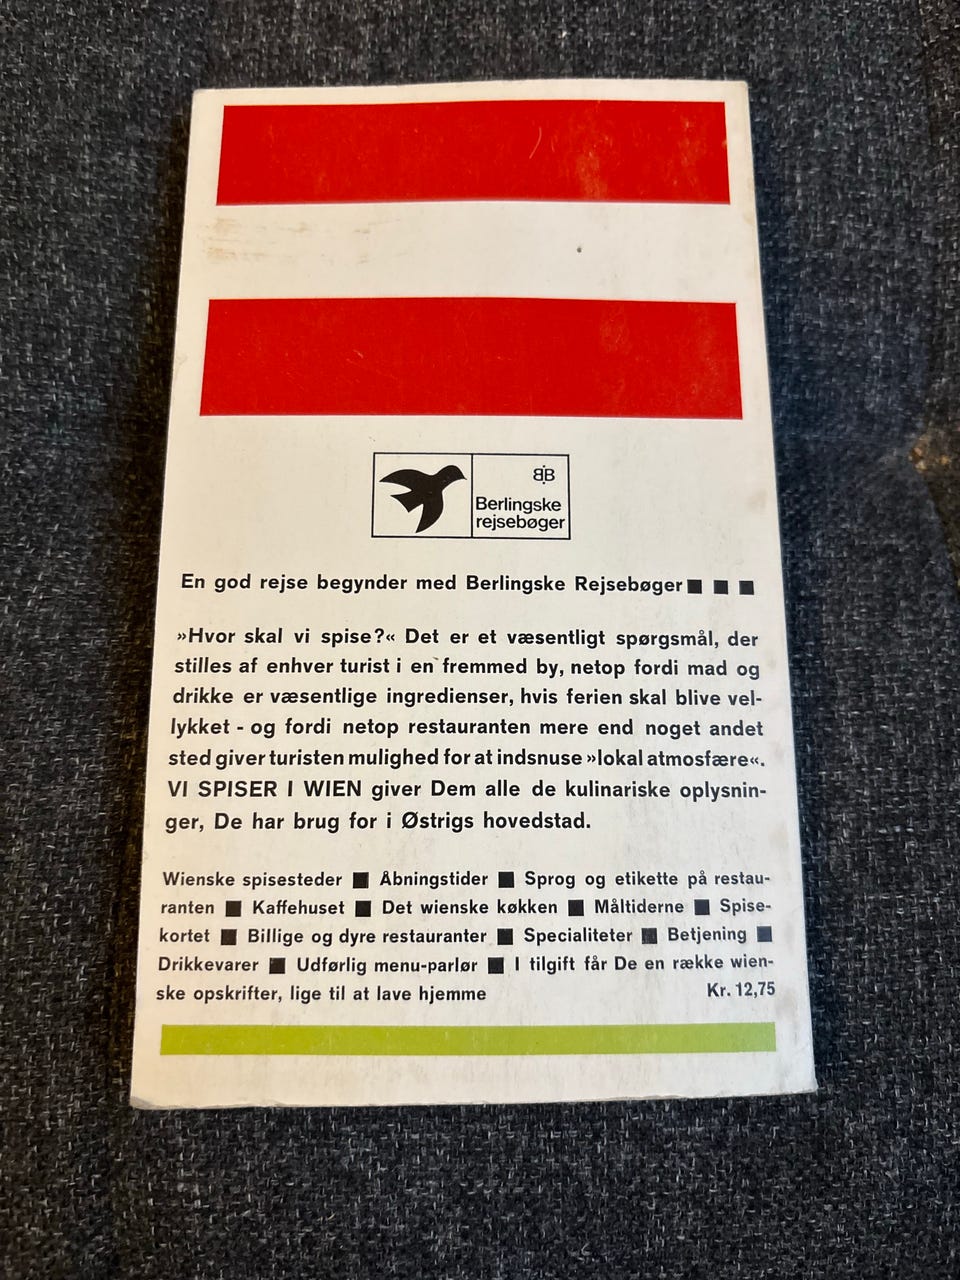 BB
Berlingske
rejsebøger
En god rejse begynder med Berlingske Rejsebøger ■ ■ ■
»Hvor skal vi spise?« Det er et væsentligt spørgsmål, der
stilles af enhver turist i en fremmed by, netop fordi mad og
drikke er væsentlige ingredienser, hvis ferien skal blive vel-
lykket - og fordi netop restauranten mere end noget andet
sted giver turisten mulighed for at indsnuse »lokal atmosfære«.
VI SPISER I WIEN giver Dem alle de kulinariske oplysnin-
ger, De har brug for i Østrigs hovedstad.
Wienske spisesteder ■ Åbningstider ■ Sprog og etikette på restau-
ranten ■ Kaffehuset ■ Det wienske køkken ■ Måltiderne ■ Spise-
kortet ■ Billige og dyre restauranter ■ Specialiteter ■ Betjening ■
Drikkevarer ■ Udførlig menu-parlør ■ I tilgift får De en række wien-
ske opskrifter, lige til at lave hjemme Kr. 12,75